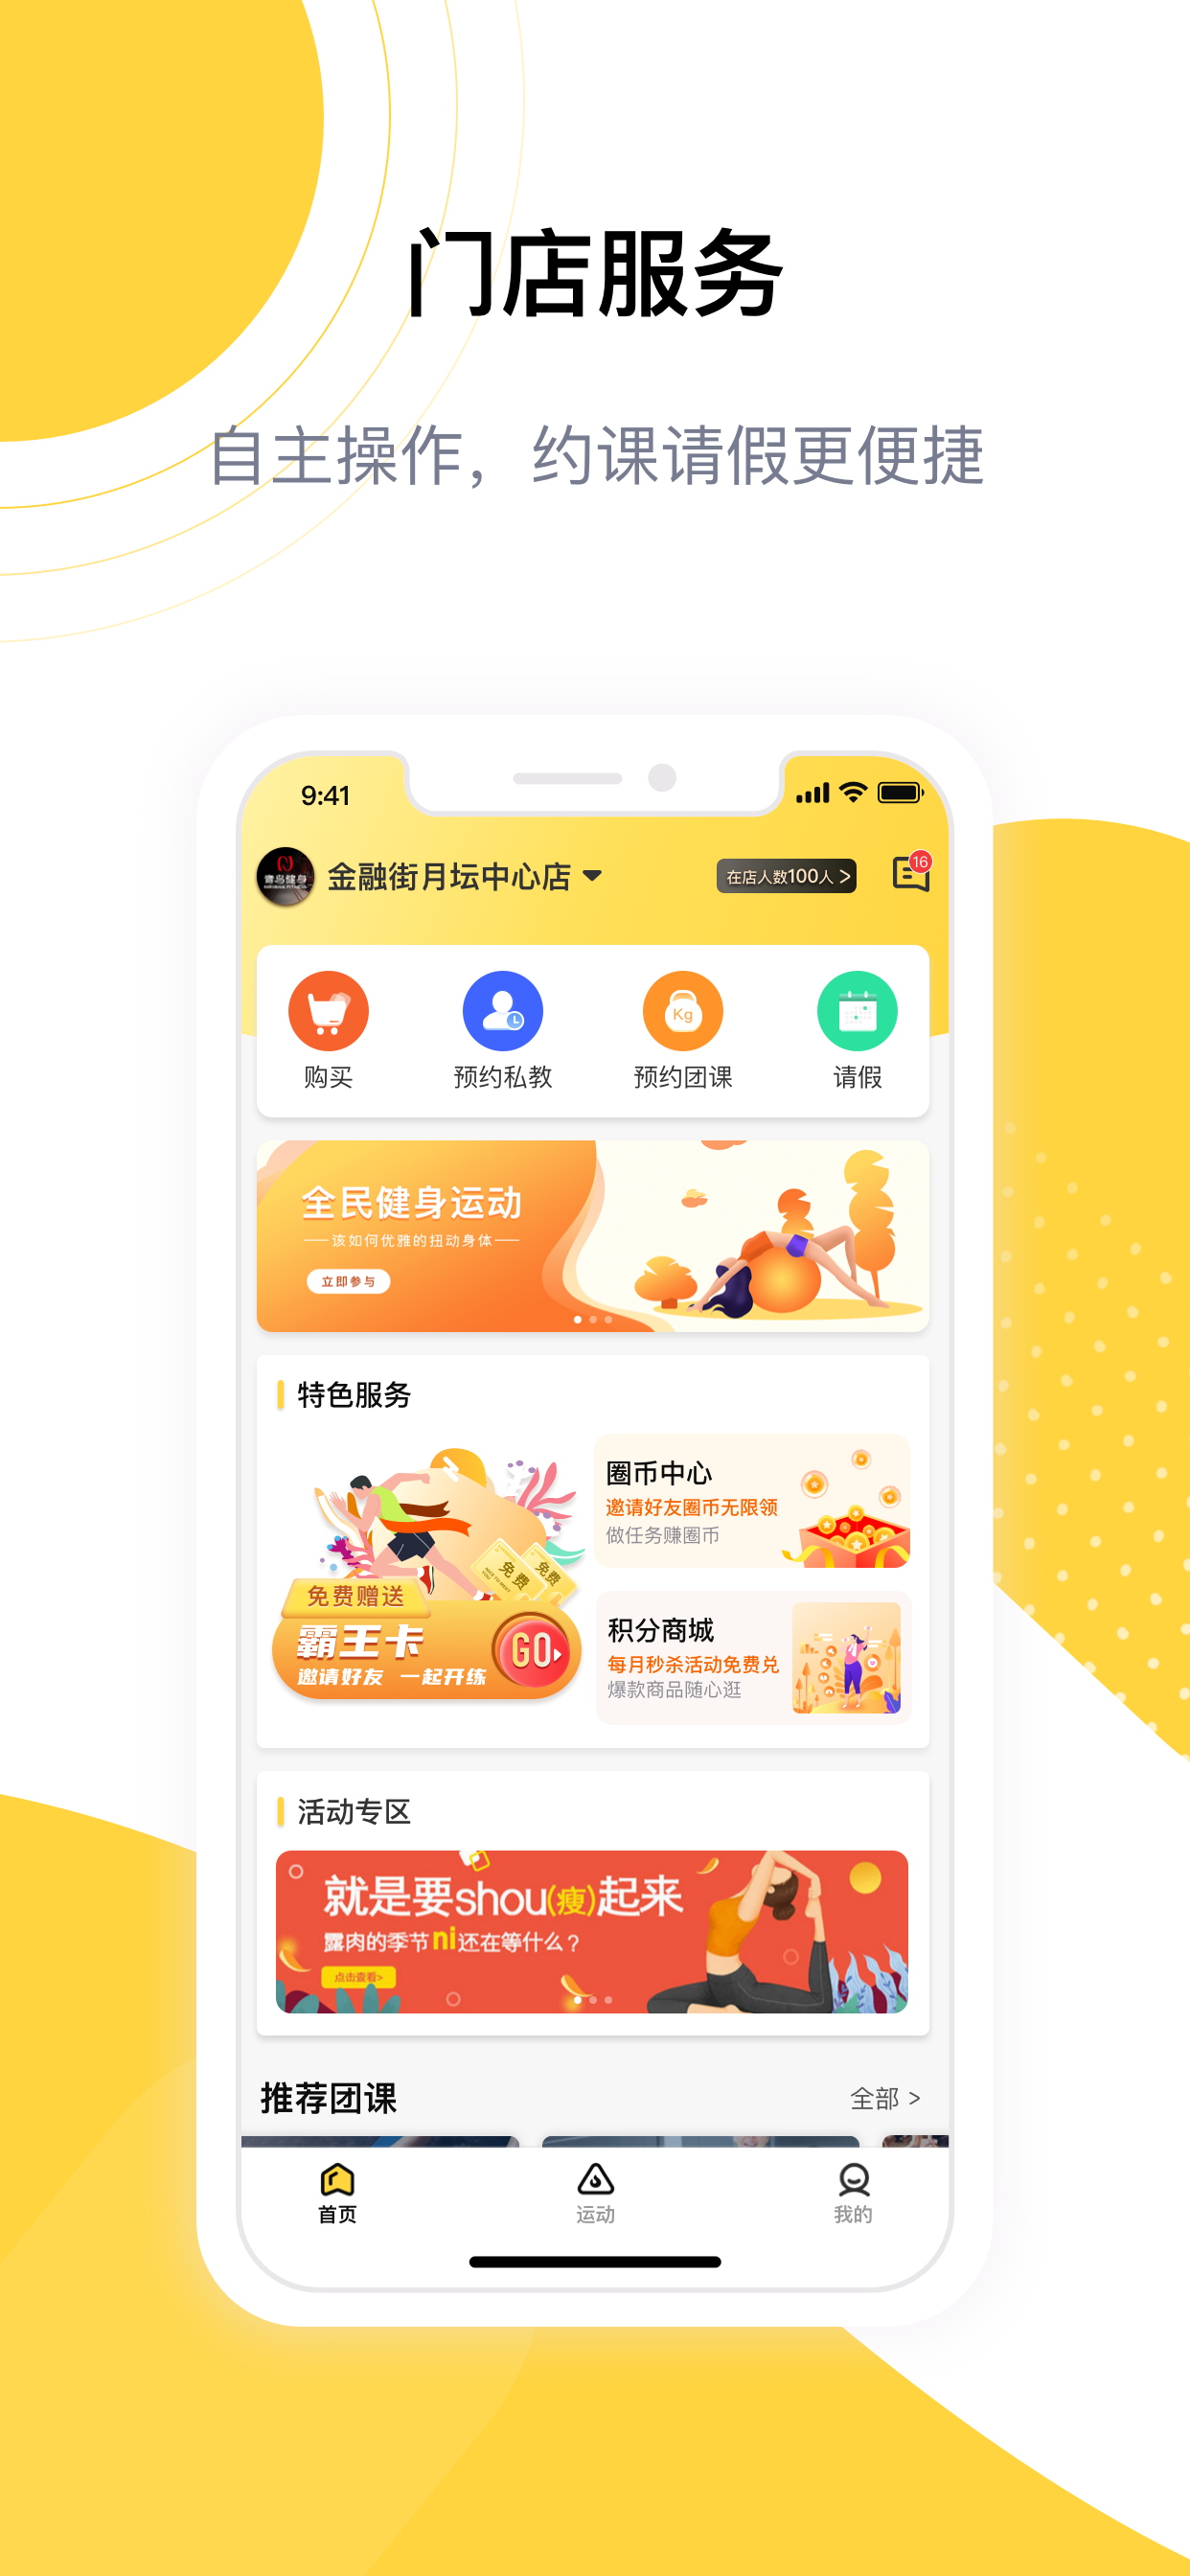 门店服务
自主操作，约课请假更便捷
9:41
青鸟健身
金融街月坛中心店
在店人数100人 >
16
Kg
购买
预约私教
预约团课
请假
全民健身运动
该如何优雅的扭动身体
立即参与
特色服务
免费
免费
免费赠送
霸王卡
邀请好友 一起开练
GO
圈币中心
邀请好友圈币无限领
做任务赚圈币
积分商城
每月秒杀活动免费兑
爆款商品随心逛
活动专区
就是要shou(瘦)起来
露肉的季节ni还在等什么？
点击查看>
推荐团课
全部 >
首页
运动
我的